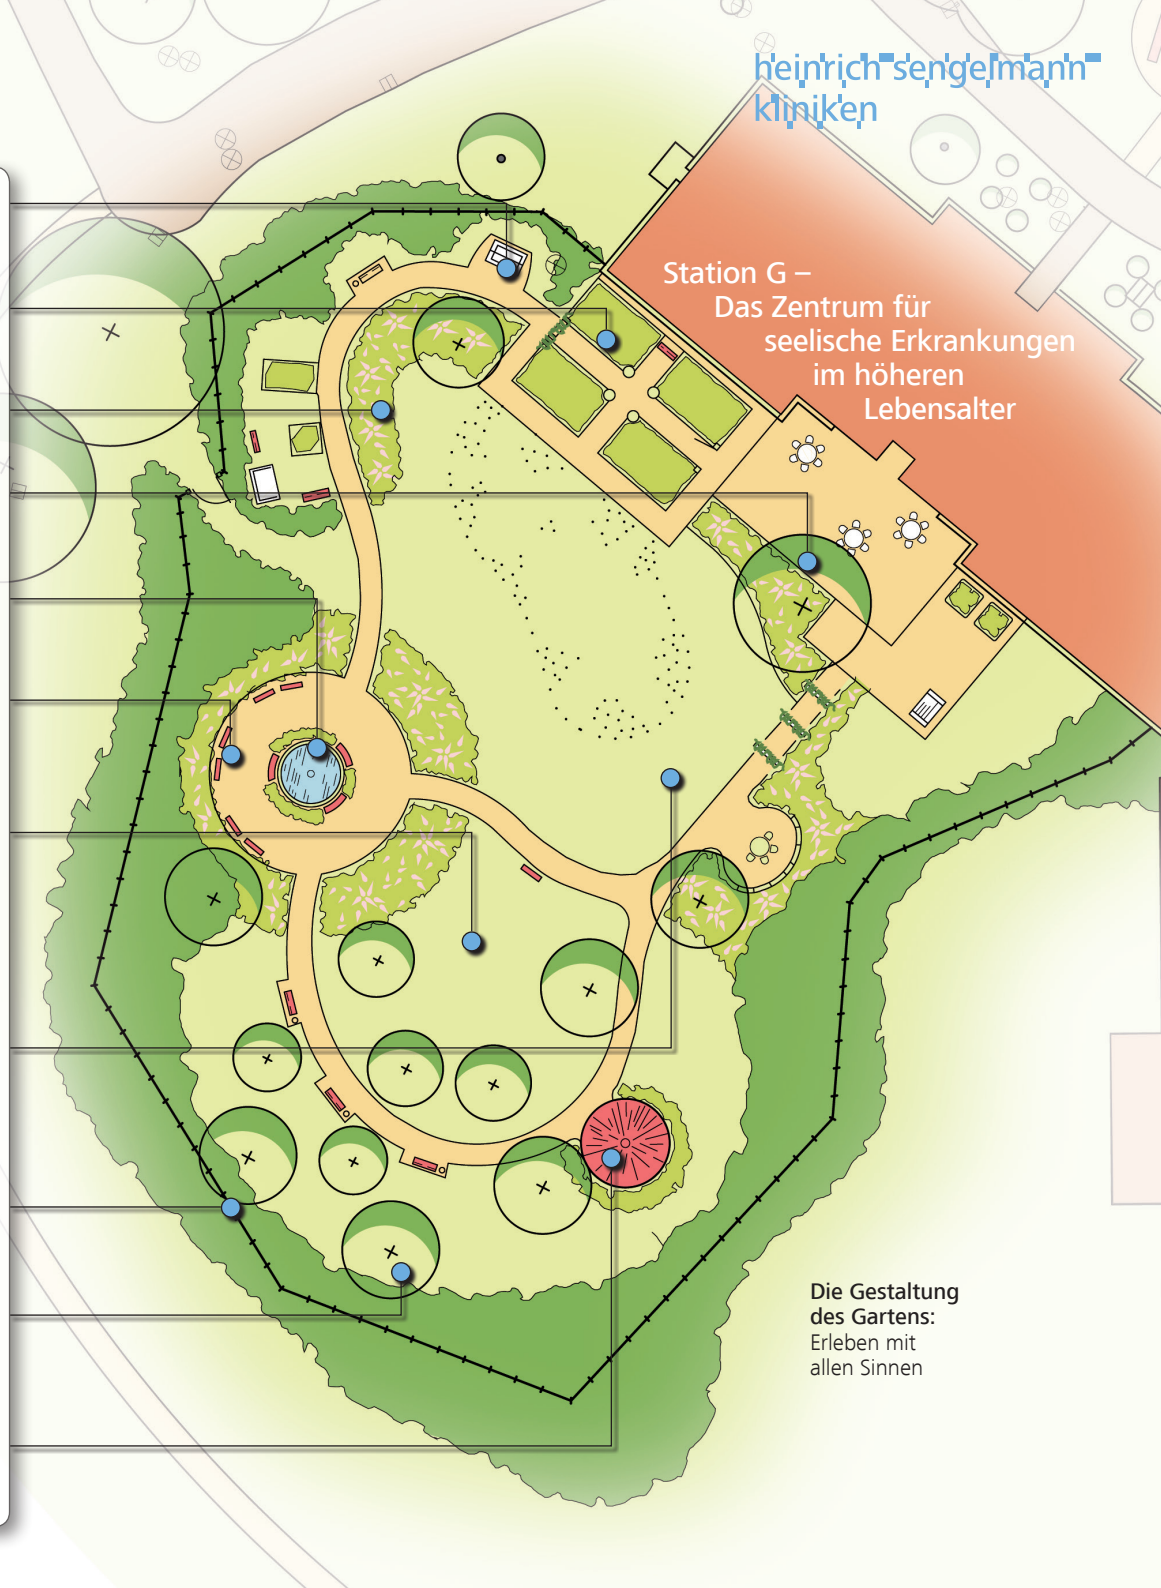 heinrich sengelmann
kliniken
Station G –
Das Zentrum für
seelische Erkrankungen
im höheren
Lebensalter
Die Gestaltung
des Gartens:
Erleben mit
allen Sinnen